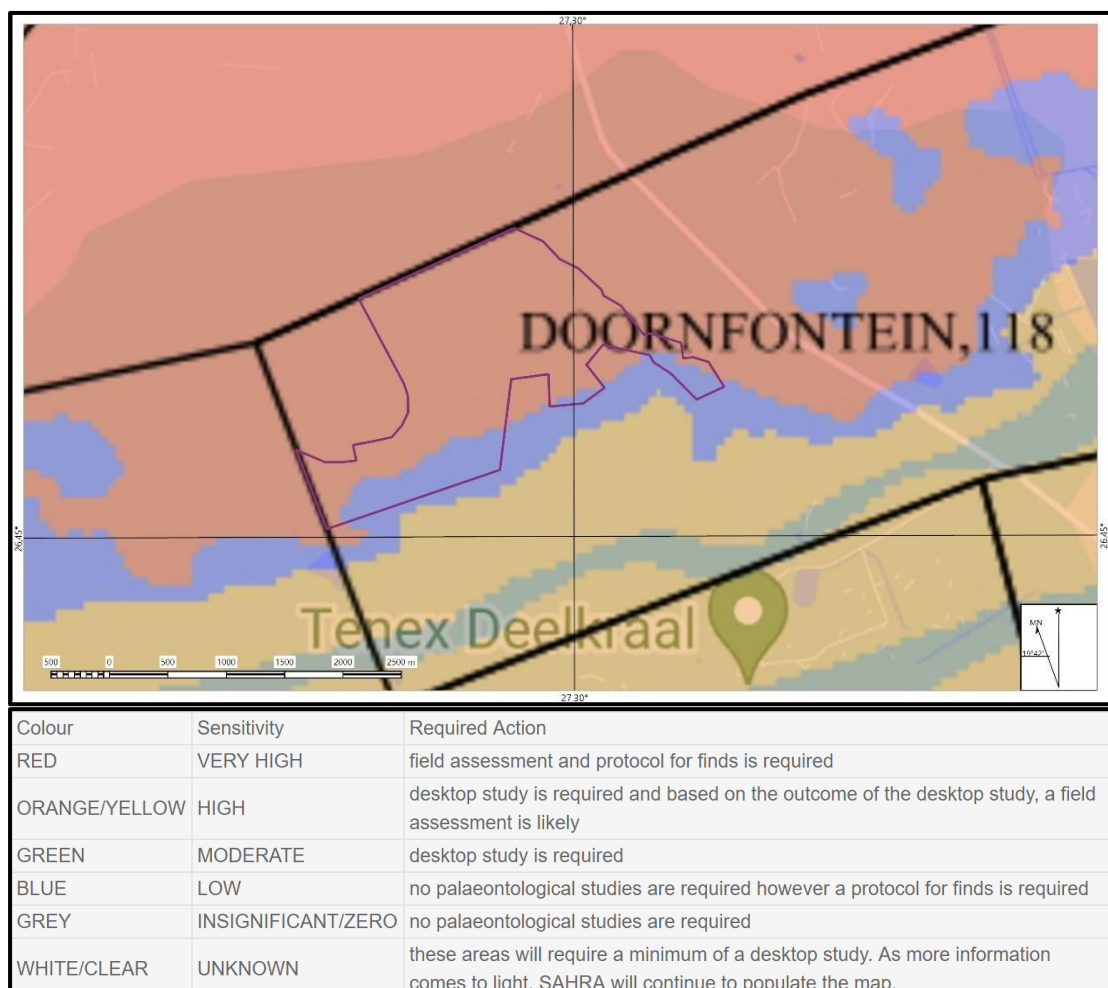 27.30°
DOORNFONTEIN,118
26.45°
26.45°
Tenex Deelkraal
500 0 500 1000 1500 2000 2500 m
MN
19°42'
27.30°
Colour Sensitivity Required Action
RED VERY HIGH field assessment and protocol for finds is required
ORANGE/YELLOW HIGH desktop study is required and based on the outcome of the desktop study, a field
assessment is likely
GREEN MODERATE desktop study is required
BLUE LOW no palaeontological studies are required however a protocol for finds is required
GREY INSIGNIFICANT/ZERO no palaeontological studies are required
WHITE/CLEAR UNKNOWN these areas will require a minimum of a desktop study. As more information
comes to light, SAHRA will continue to populate the map.